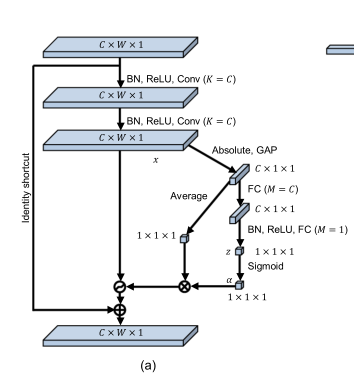 C × W × 1
BN, ReLU, Conv (K = C)
C × W × 1
BN, ReLU, Conv (K = C)
C × W × 1
x
Absolute, GAP
C × 1 × 1
FC (M = C)
Average
C × 1 × 1
Identity shortcut
BN, ReLU, FC (M = 1)
1 × 1 × 1
z
1 × 1 × 1
Sigmoid
α
1 × 1 × 1
C × W × 1
(a)